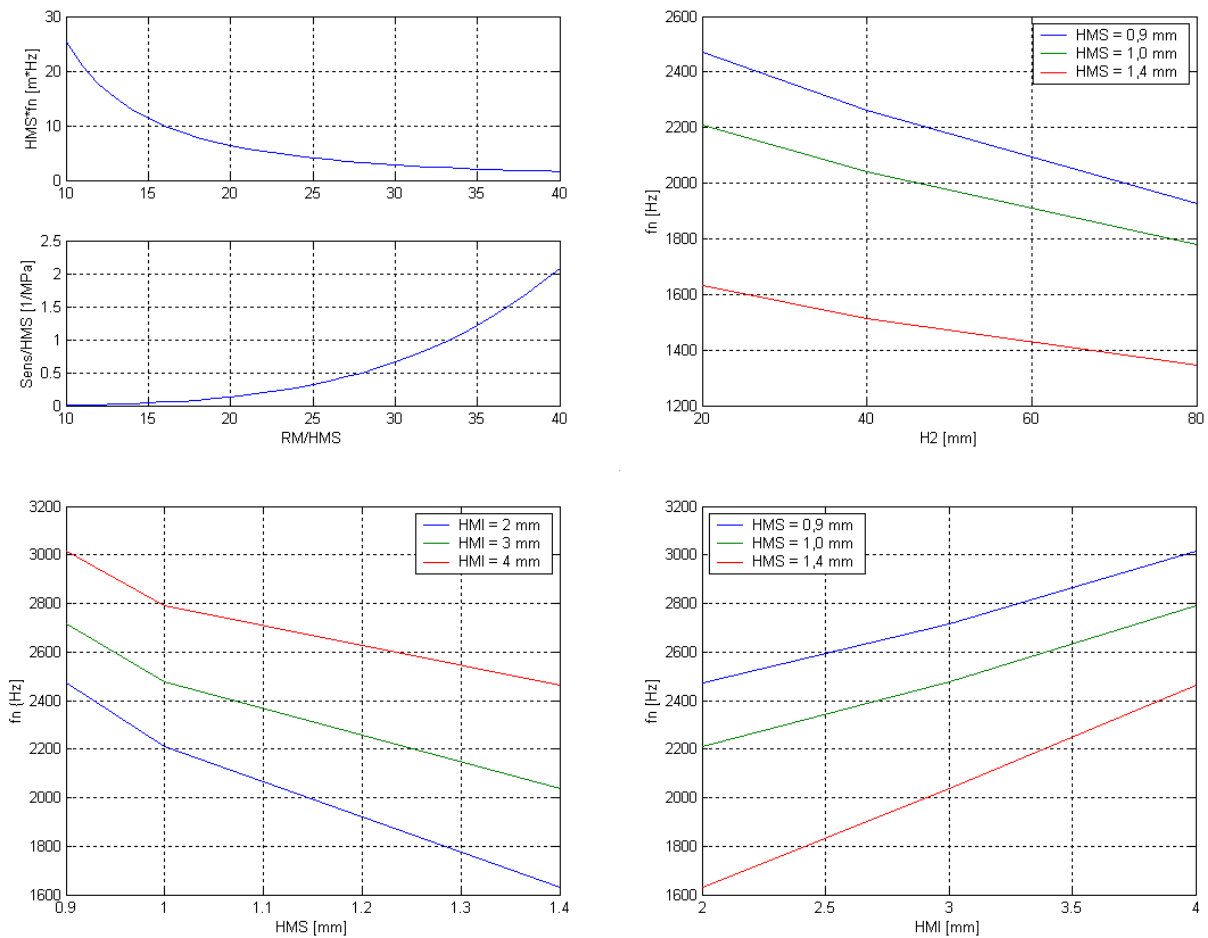 30
20
10
0
HMS*fn [m*Hz]
10 15 20 25 30 35 40
2.5
2
1.5
1
0.5
0
Sens/HMS [1/MPa]
10 15 20 25 30 35 40
RM/HMS
2600
2400
2200
2000
1800
1600
1400
1200
fn [Hz]
HMS = 0,9 mm
HMS = 1,0 mm
HMS = 1,4 mm
20 40 60 80
H2 [mm]
3200
3000
2800
2600
2400
2200
2000
1800
1600
fn {Hz]
HMI = 2 mm
HMI = 3 mm
HMI = 4 mm
0.9 1 1.1 1.2 1.3 1.4
HMS [mm]
3200
3000
2800
2600
2400
2200
2000
1800
1600
fn [Hz]
HMS = 0,9 mm
HMS = 1,0 mm
HMS = 1,4 mm
2 2.5 3 3.5 4
HMI [mm]